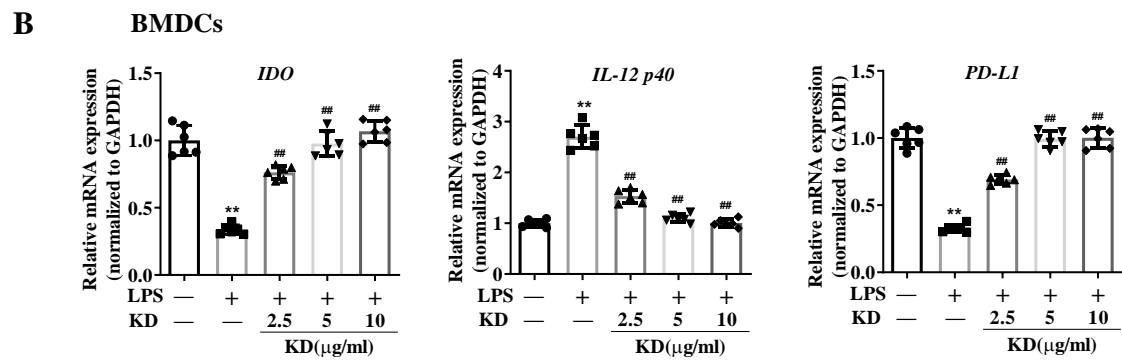 B BMDCs
IDO
Relative mRNA expression
(normalized to GAPDH)
1.5
1.0
0.5
0.0
**
##
##
##
LPS — + + + +
KD — — 2.5 5 10
KD(μg/ml)
IL-12 p40
Relative mRNA expression
(normalized to GAPDH)
4
3
2
1
0
**
##
##
##
LPS — + + + +
KD — — 2.5 5 10
KD(μg/ml)
PD-L1
Relative mRNA expression
(normalized to GAPDH)
1.5
1.0
0.5
0.0
**
##
##
##
LPS — + + + +
KD — — 2.5 5 10
KD(μg/ml)